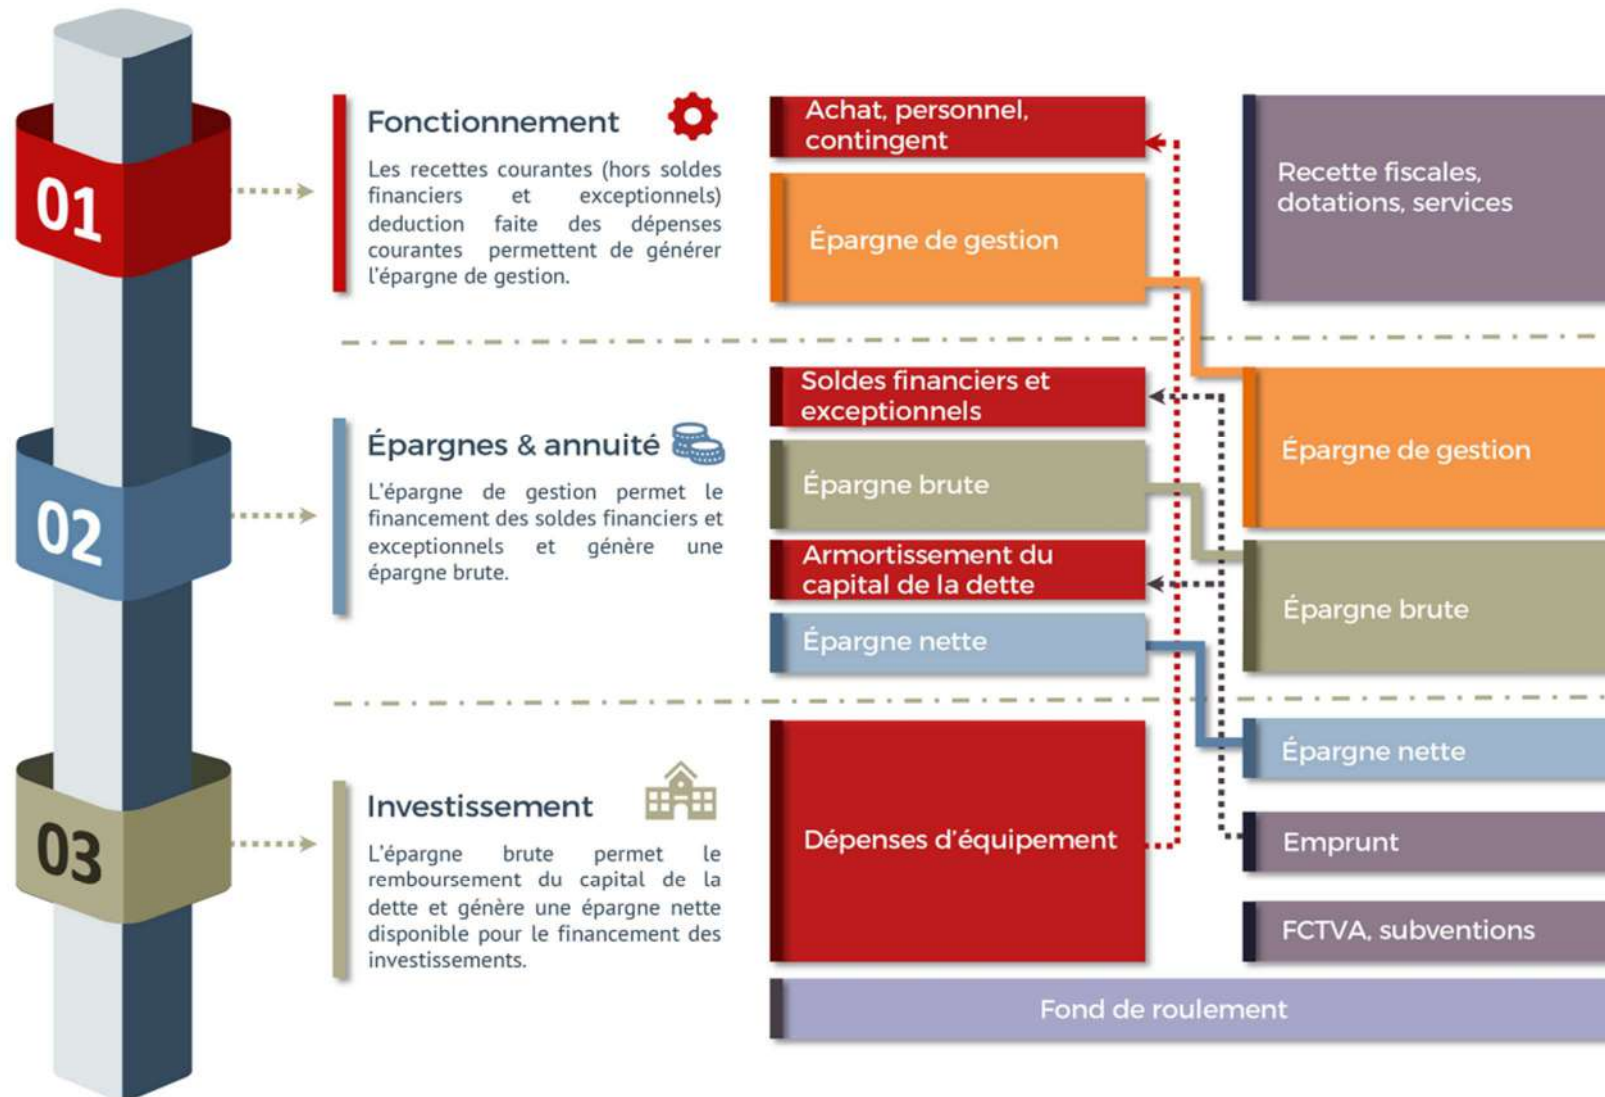 01
Fonctionnement
Les recettes courantes (hors soldes
financiers et exceptionnels)
deduction faite des dépenses
courantes permettent de générer
l'épargne de gestion.
Achat, personnel,
contingent
Épargne de gestion
Recette fiscales,
dotations, services
02
Épargnes & annuité
L'épargne de gestion permet le
financement des soldes financiers et
exceptionnels et génère une
épargne brute.
Soldes financiers et
exceptionnels
Épargne brute
Armortissement du
capital de la dette
Épargne nette
Épargne de gestion
Épargne brute
03
Investissement
L'épargne brute permet le
remboursement du capital de la
dette et génère une épargne nette
disponible pour le financement des
investissements.
Dépenses d'équipement
Épargne nette
Emprunt
FCTVA, subventions
Fond de roulement